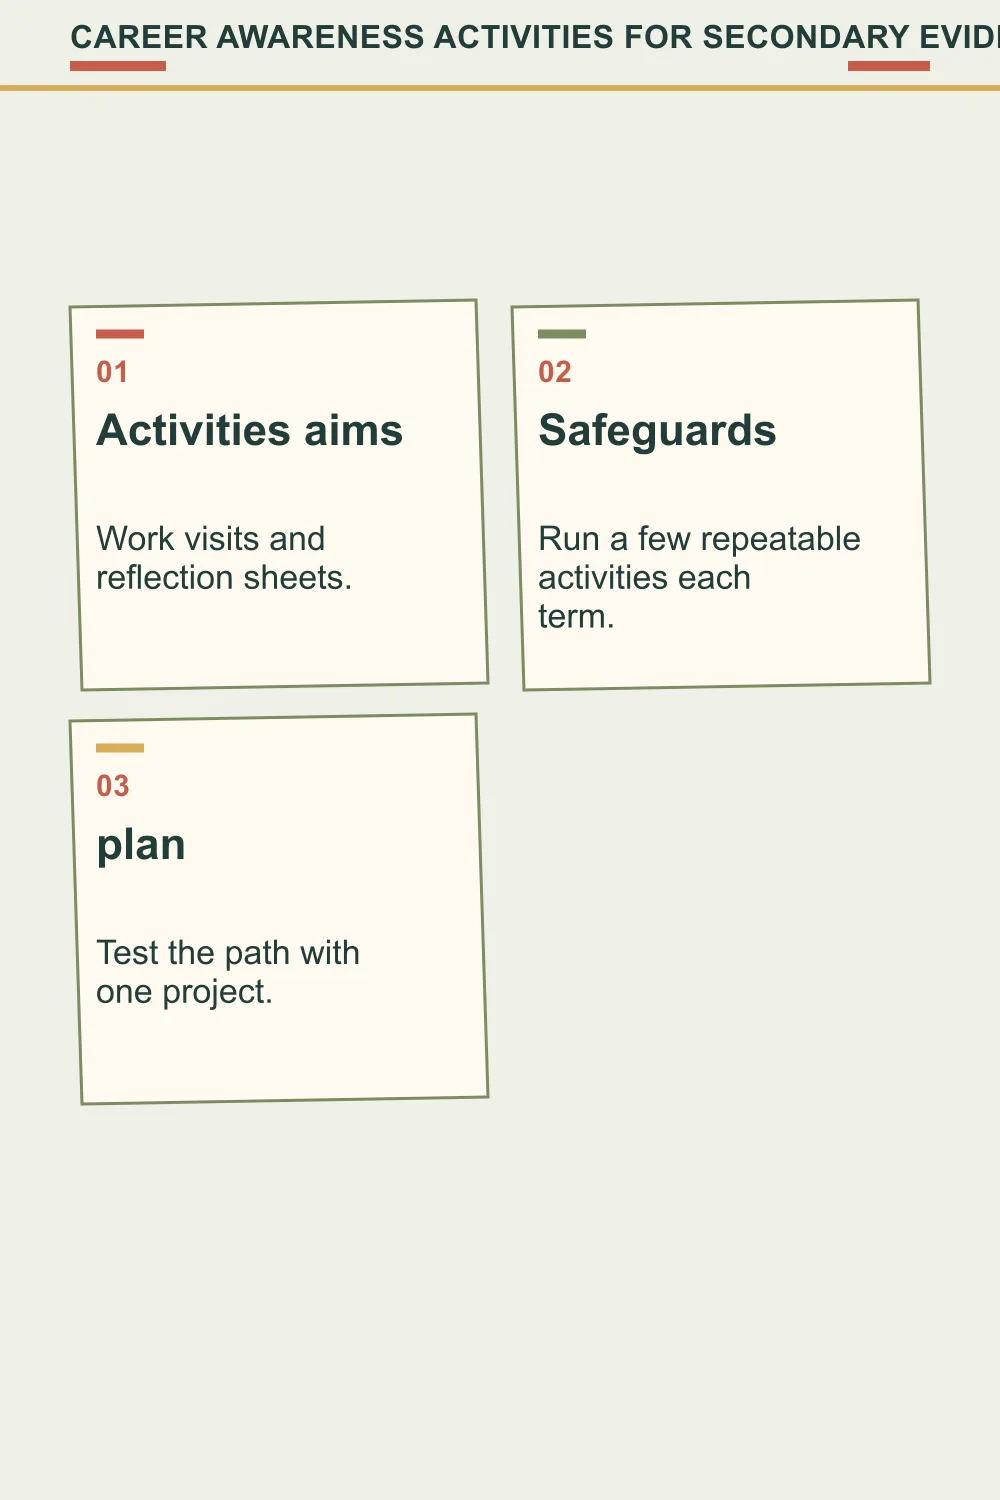 CAREER AWARENESS ACTIVITIES FOR SECONDARY
01
Activities aims
Work visits and
reflection sheets.
02
Safeguards
Run a few repeatable
activities each
term.
03
plan
Test the path with
one project.